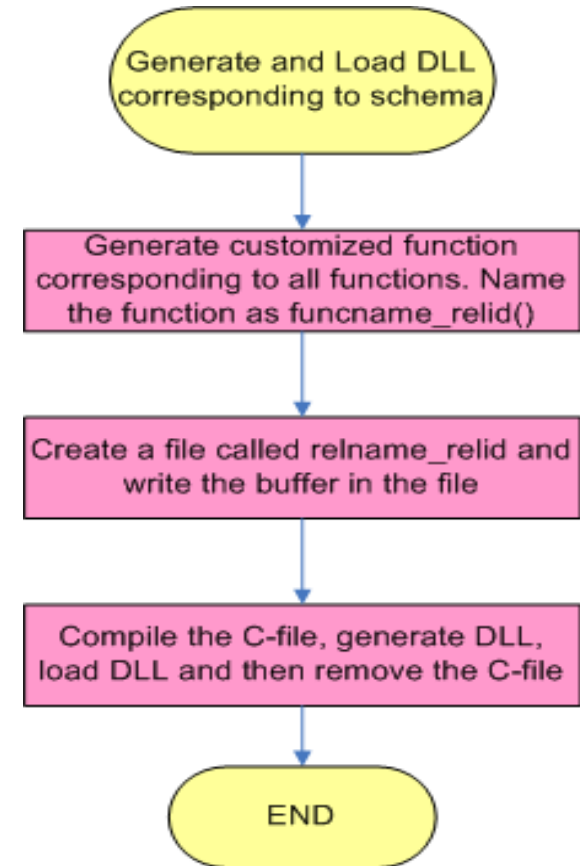 Generate and Load DLL
corresponding to schema
Generate customized function
corresponding to all functions. Name
the function as funcname_relid()
Create a file called relname_relid and
write the buffer in the file
Compile the C-file, generate DLL,
load DLL and then remove the C-file
END